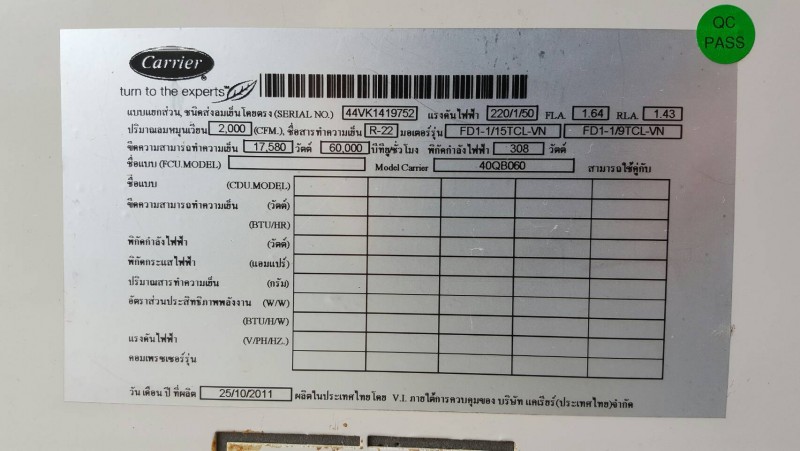 QC
PASS
Carrier
turn to the experts™
แบบแยกส่วน, ชนิดส่งลมเย็นโดยตรง (SERIAL NO.) 44VK1419752 แรงดันไฟฟ้า 220/1/50 F.L.A. 1.64 R.L.A. 1.43
ปริมาณลมหมุนเวียน 2,000 (CFM.), ชื่อสารทำความเย็น R-22 มอเตอร์รุ่น FD1-1/15TCL-VN FD1-1/9TCL-VN
ขีดความสามารถทำความเย็น 17,580 วัตต์ 60,000 บีทียู/ชั่วโมง พิกัดกำลังไฟฟ้า 308 วัตต์
ชื่อแบบ (FCU.MODEL) Model Carrier 40QB060 สามารถใช้คู่กับ
ชื่อแบบ (CDU.MODEL)
ขีดความสามารถทำความเย็น (วัตต์)
(BTU/HR)
พิกัดกำลังไฟฟ้า (วัตต์)
พิกัดกระแสไฟฟ้า (แอมแปร์)
ปริมาณสารทำความเย็น (กรัม)
อัตราส่วนประสิทธิภาพพลังงาน (W/W)
(BTU/H/W)
แรงดันไฟฟ้า (V/PH/HZ.)
คอมเพรซเซอร์รุ่น
วัน เดือน ปี ที่ผลิต 25/10/2011 ผลิตในประเทศไทยโดย V.I. ภายใต้การควบคุมของ บริษัท แคเรียร์(ประเทศไทย)จำกัด